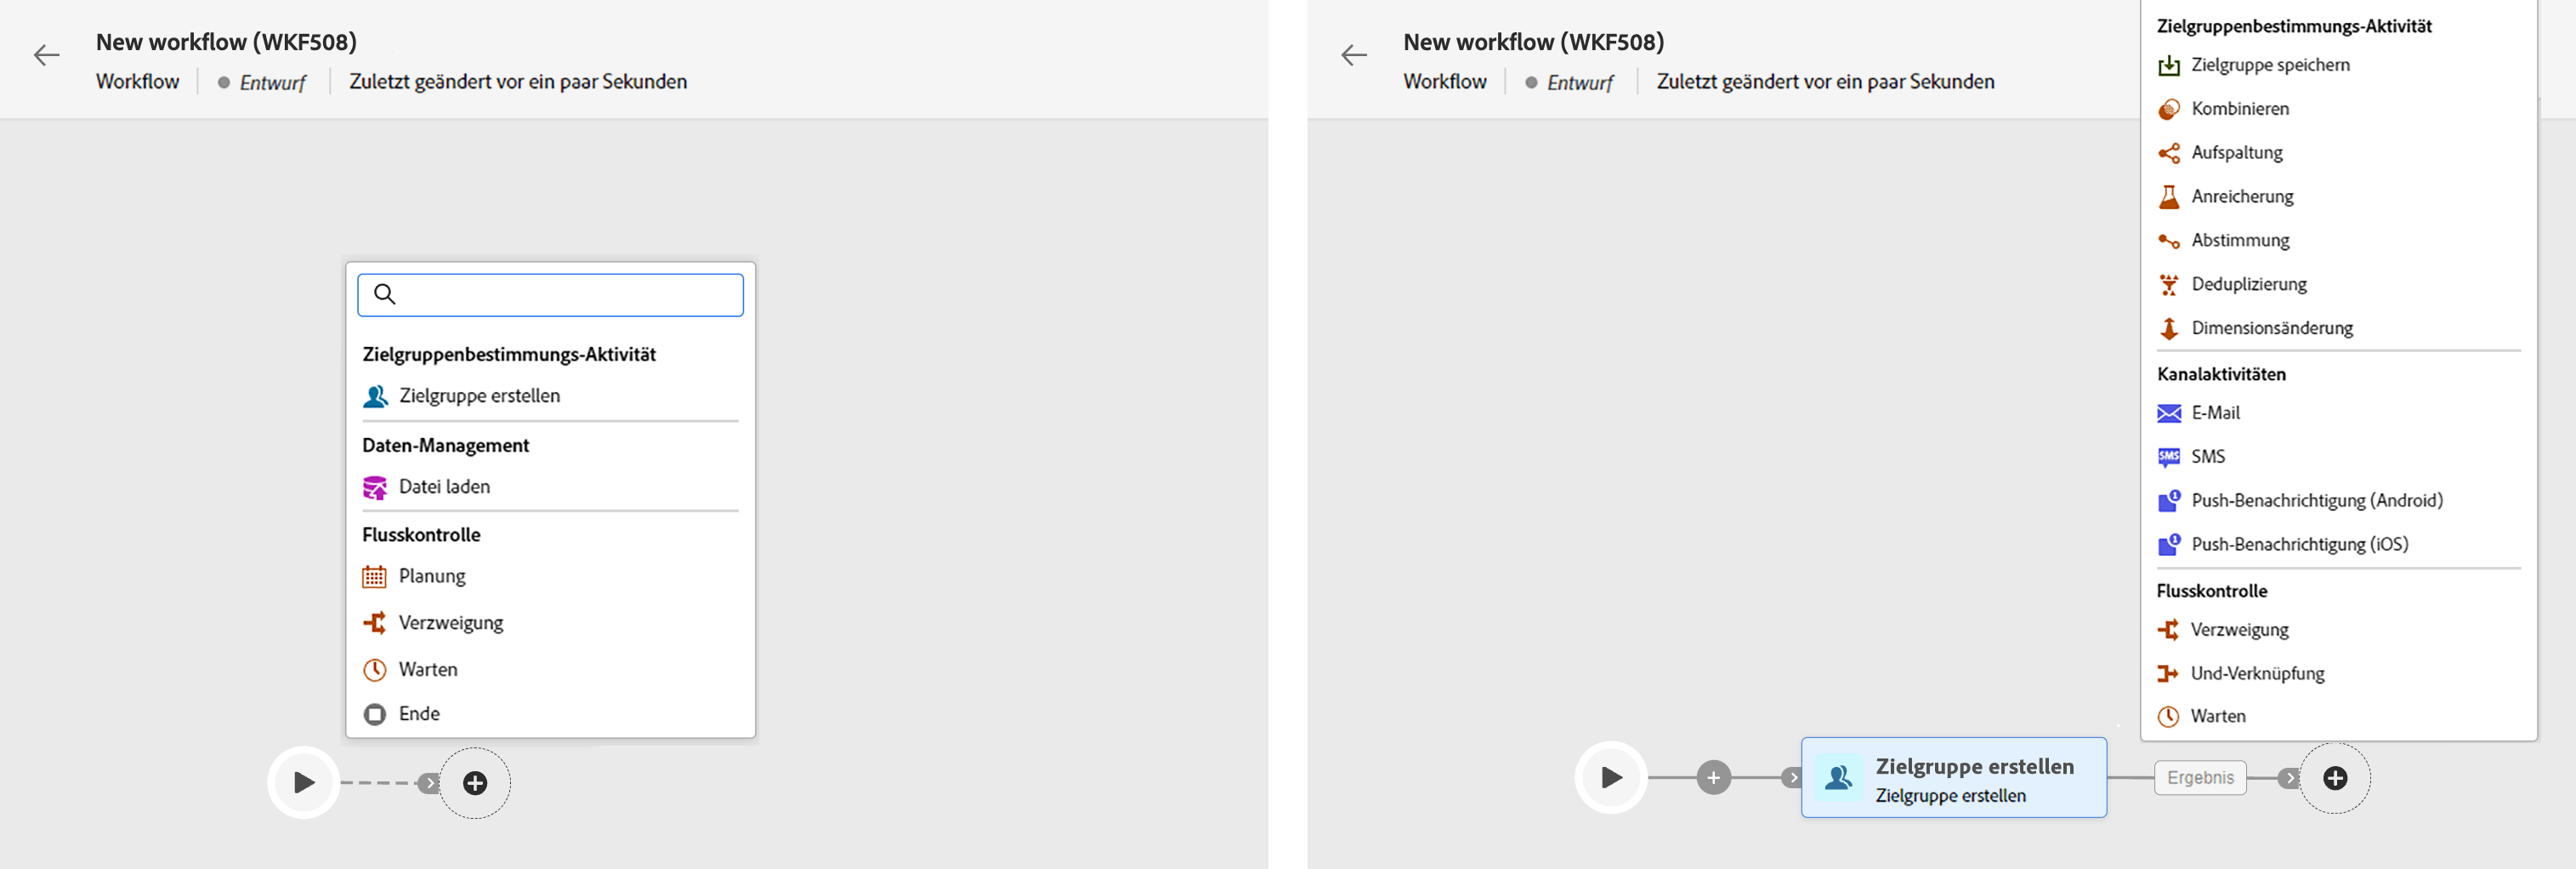 New workflow (WKF508)
Workflow Entwurf Zuletzt geändert vor ein paar Sekunden
Zielgruppenbestimmungs-Aktivität
Zielgruppe erstellen
Daten-Management
Datei laden
Flusskontrolle
Planung
Verzweigung
Warten
Ende
New workflow (WKF508)
Workflow Entwurf Zuletzt geändert vor ein paar Sekunden
Zielgruppenbestimmungs-Aktivität
Zielgruppe speichern
Kombinieren
Aufspaltung
Anreicherung
Abstimmung
Deduplizierung
Dimensionsänderung
Kanalaktivitäten
E-Mail
SMS SMS
1 Push-Benachrichtigung (Android)
1 Push-Benachrichtigung (iOS)
Flusskontrolle
Verzweigung
Und-Verknüpfung
Warten
Zielgruppe erstellen
Zielgruppe erstellen
Ergebnis